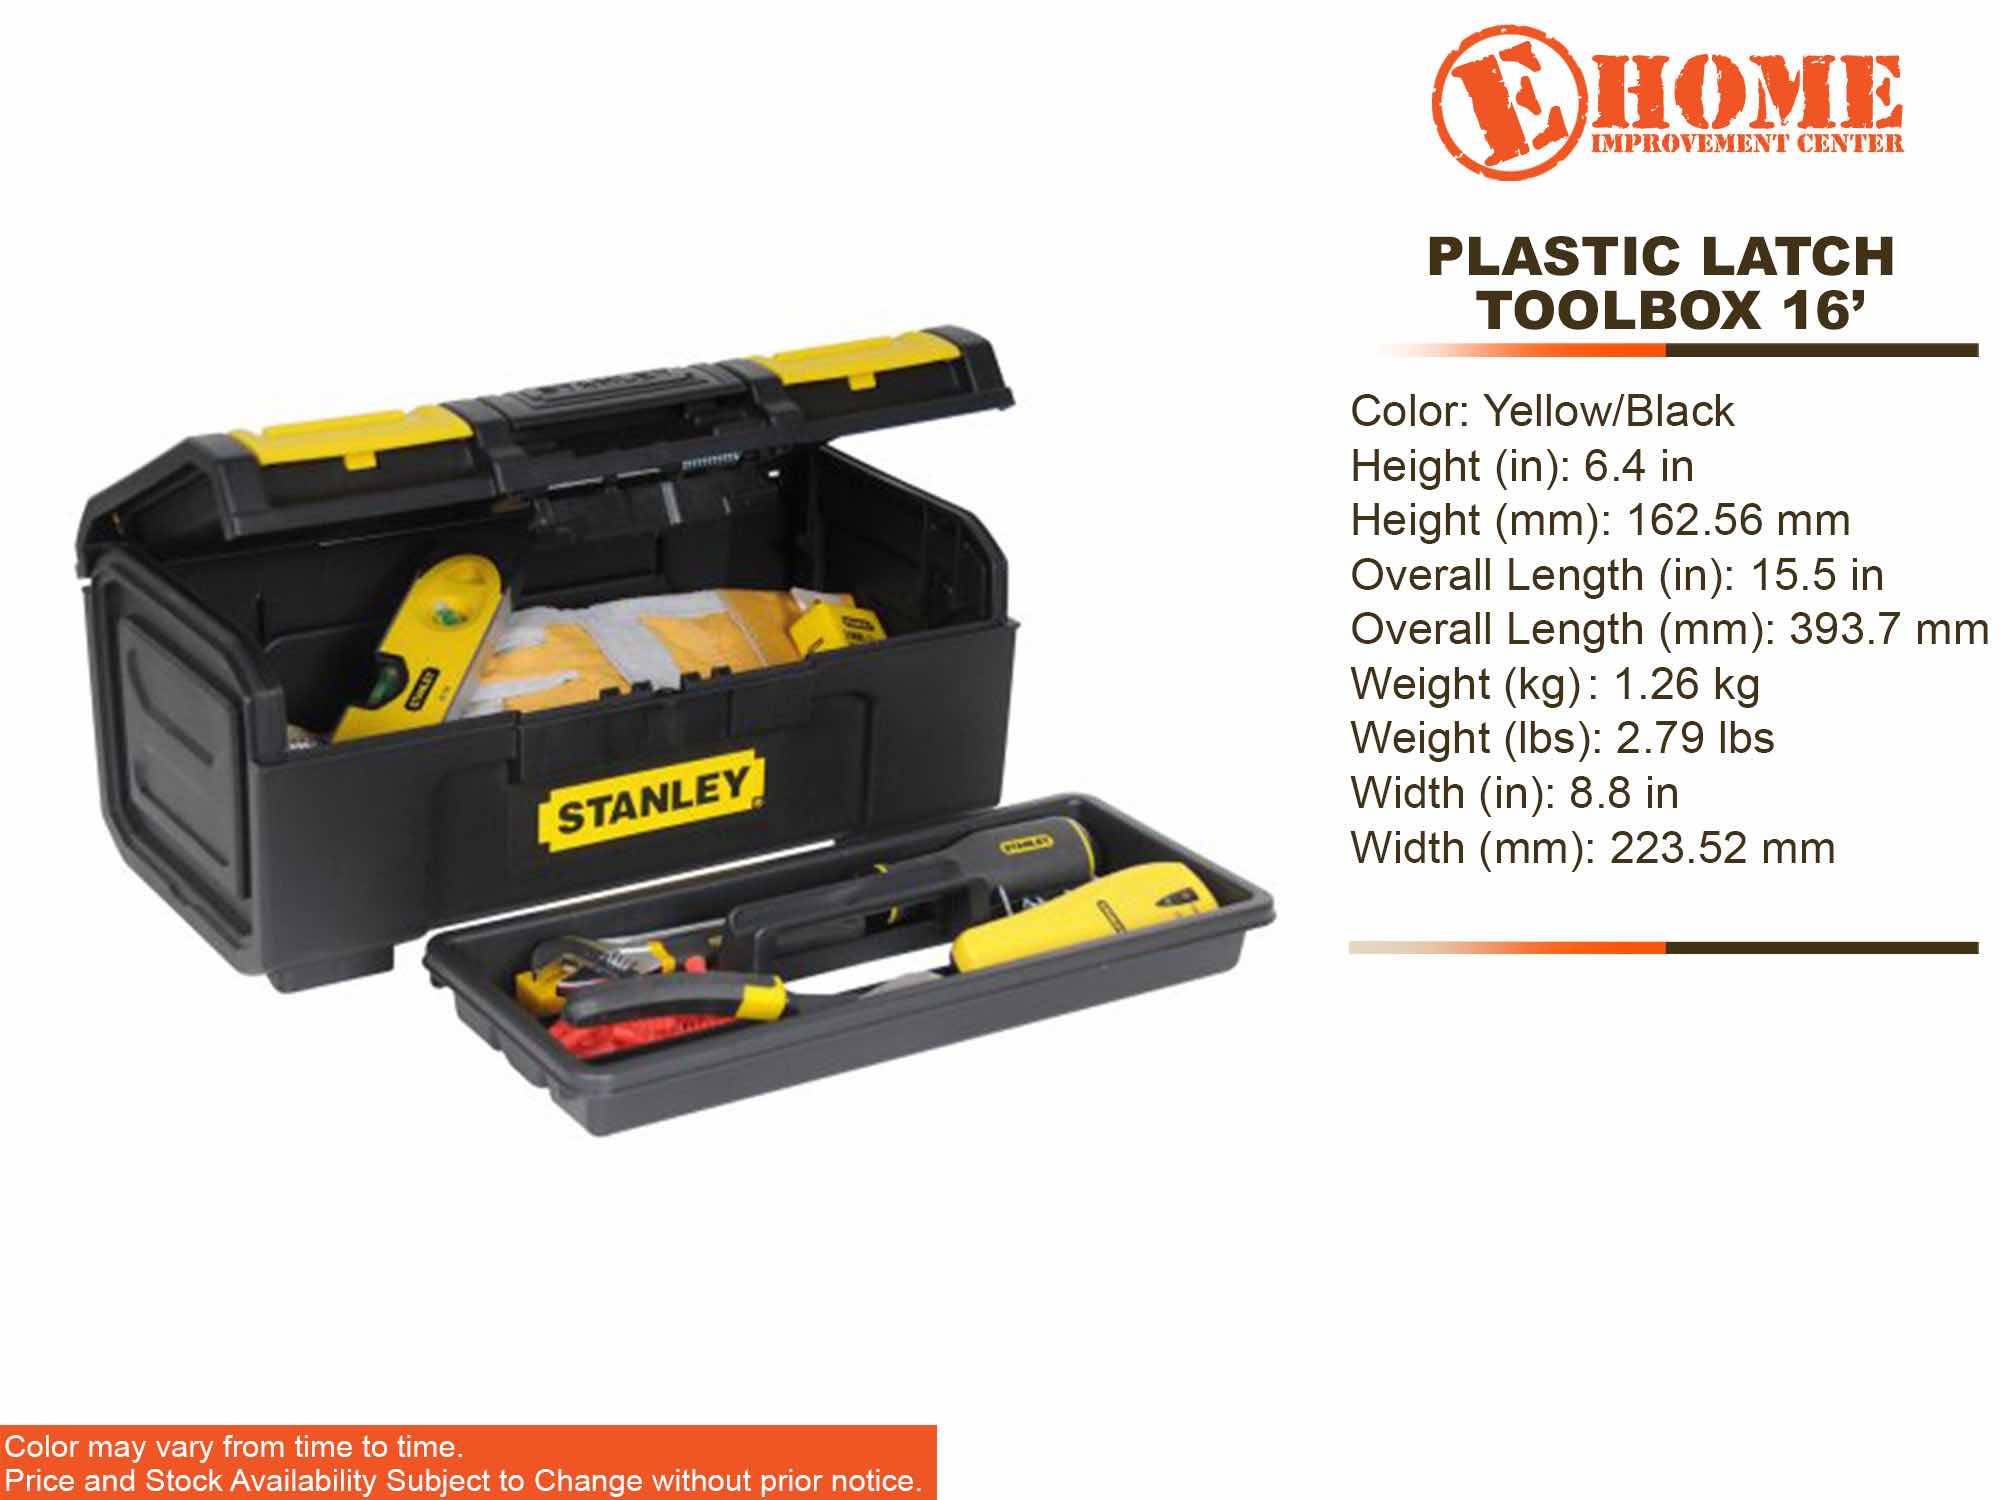 E HOME
IMPROVEMENT CENTER
PLASTIC LATCH
TOOLBOX 16’
Color: Yellow/Black
Height (in): 6.4 in
Height (mm): 162.56 mm
Overall Length (in): 15.5 in
Overall Length (mm): 393.7 mm
Weight (kg): 1.26 kg
Weight (lbs): 2.79 lbs
Width (in): 8.8 in
Width (mm): 223.52 mm
STANLEY
STANLEY
STANLEY
STANLEY
Color may vary from time to time.
Price and Stock Availability Subject to Change without prior notice.